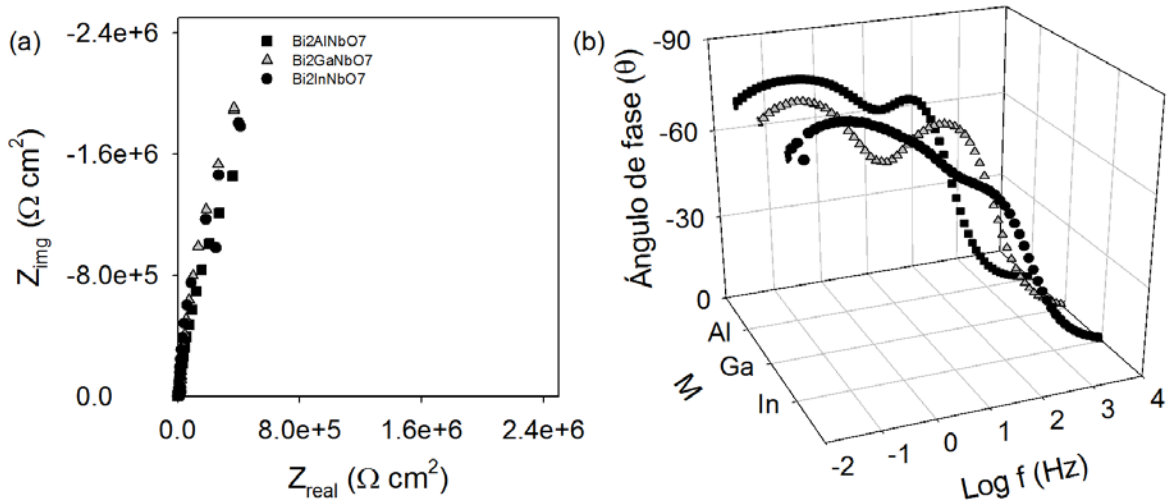 (a)
-2.4e+6
-1.6e+6
-8.0e+5
0.0
Zimg (Ω cm2)
Bi2AlNbO7
Bi2GaNbO7
Bi2InNbO7
0.0
8.0e+5
1.6e+6
2.4e+6
Zreal (Ω cm2)
(b)
-90
-60
-30
0
Ángulo de fase (θ)
Al
Ga
In
M
-2
-1
0
1
2
3
4
Log f (Hz)